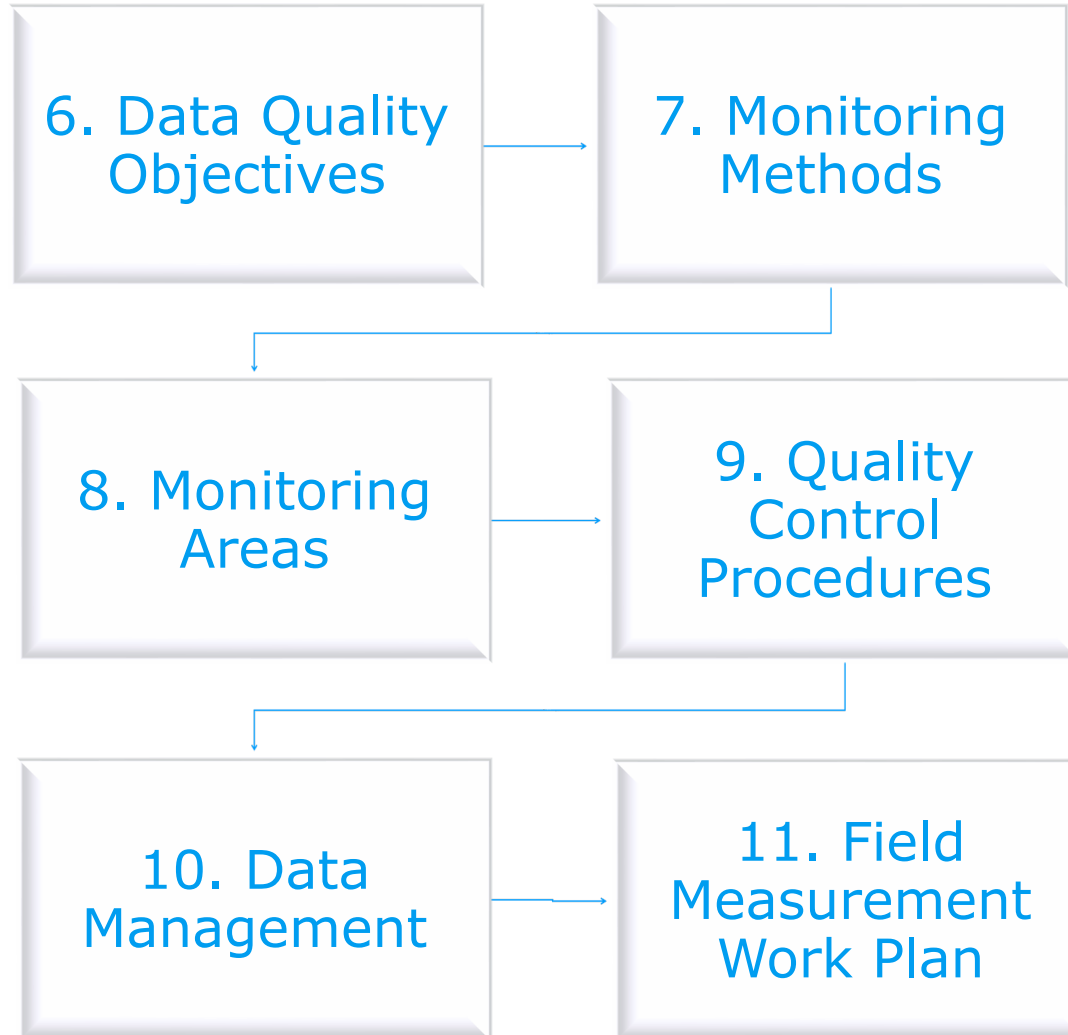 6. Data Quality
Objectives
7. Monitoring
Methods
8. Monitoring
Areas
9. Quality
Control
Procedures
10. Data
Management
11. Field
Measurement
Work Plan